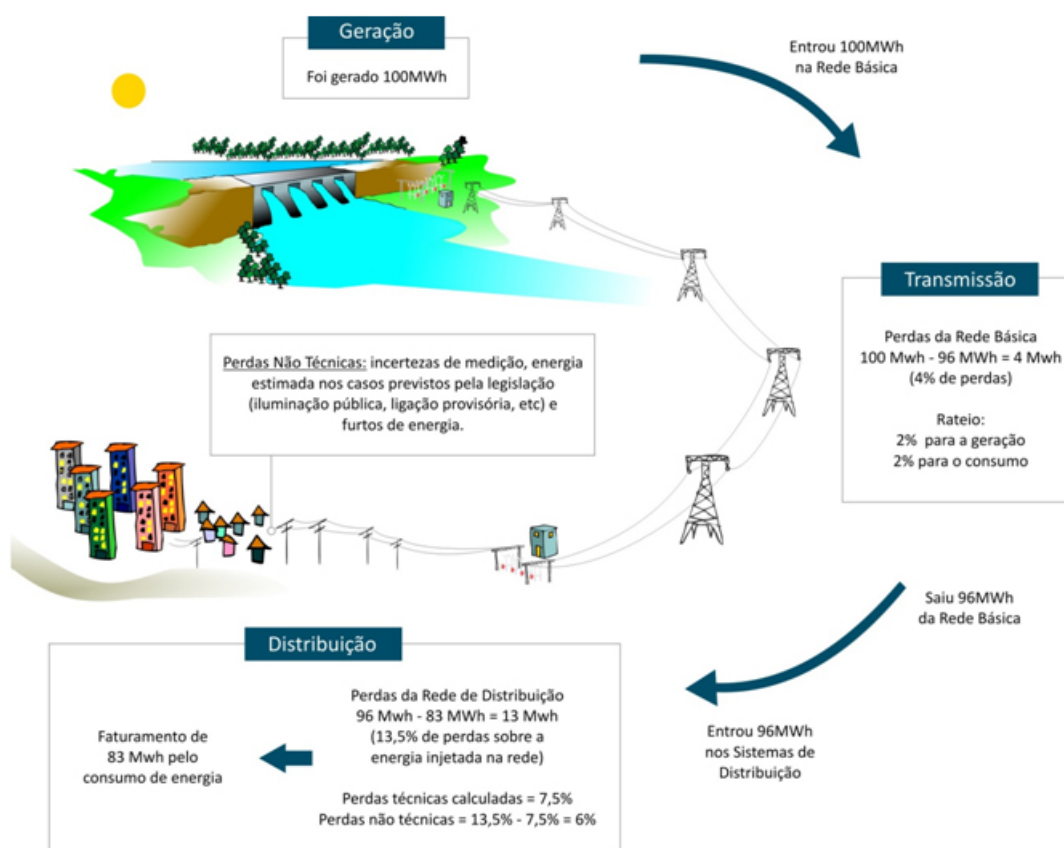 Geração
Foi gerado 100MWh
Entrou 100MWh
na Rede Básica
Transmissão
Perdas da Rede Básica
100 Mwh - 96 MWh = 4 Mwh
(4% de perdas)
Rateio:
2% para a geração
2% para o consumo
Perdas Não Técnicas: incertezas de medição, energia
estimada nos casos previstos pela legislação
(iluminação pública, ligação provisória, etc) e
furtos de energia.
Saiu 96MWh
da Rede Básica
Entrou 96MWh
nos Sistemas de
Distribuição
Distribuição
Perdas da Rede de Distribuição
96 Mwh - 83 MWh = 13 Mwh
(13,5% de perdas sobre a
energia injetada na rede)
Perdas técnicas calculadas = 7,5%
Perdas não técnicas = 13,5% - 7,5% = 6%
Faturamento de
83 Mwh pelo
consumo de energia